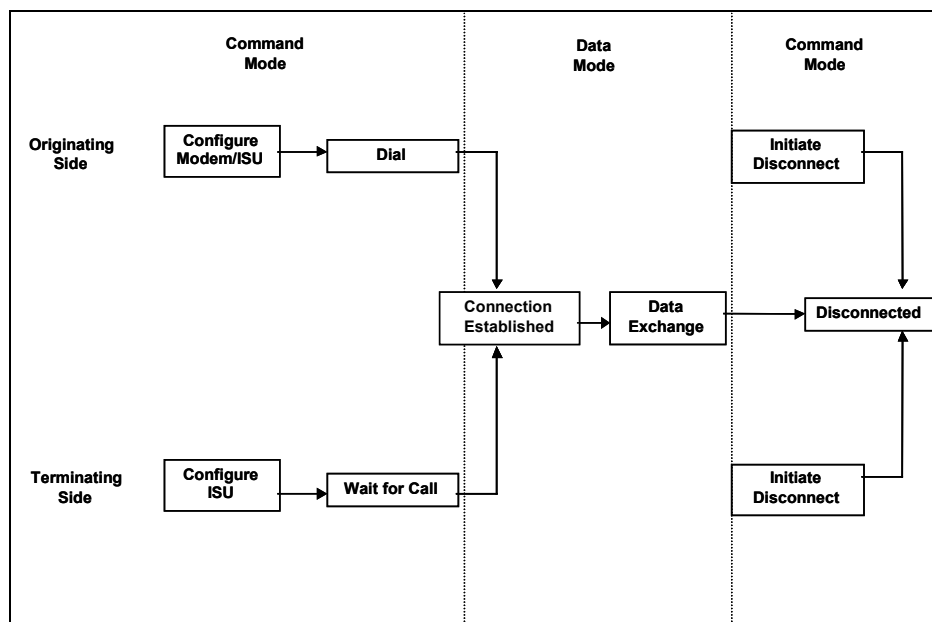 Command
Mode
Data
Mode
Command
Mode
Originating
Side
Configure
Modem/ISU
Dial
Initiate
Disconnect
Connection
Established
Data
Exchange
Disconnected
Terminating
Side
Configure
ISU
Wait for Call
Initiate
Disconnect